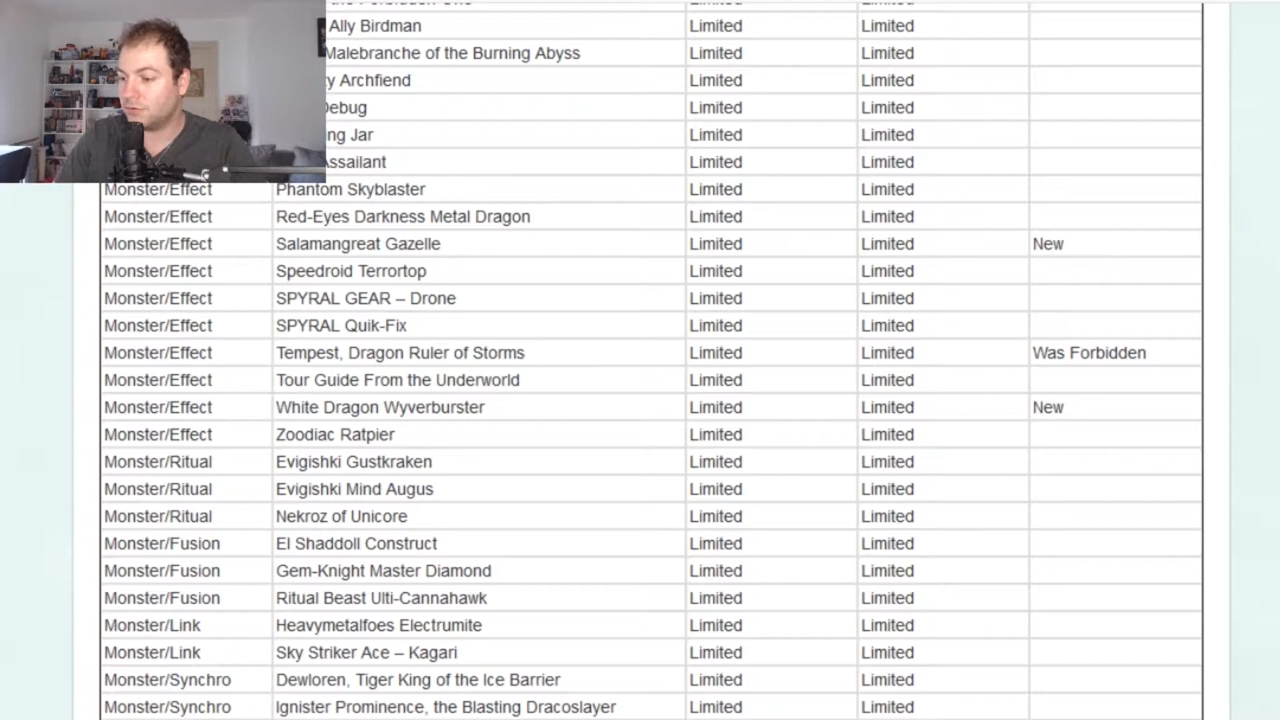 Ally Birdman Limited Limited
Malebranche of the Burning Abyss Limited Limited
Archfiend Limited Limited
Debug Limited Limited
Jar Limited Limited
Assailant Limited Limited
Monster/Effect Phantom Skyblaster Limited Limited
Monster/Effect Red-Eyes Darkness Metal Dragon Limited Limited
Monster/Effect Salamangreat Gazelle Limited Limited New
Monster/Effect Speedroid Terrortop Limited Limited
Monster/Effect SPYRAL GEAR – Drone Limited Limited
Monster/Effect SPYRAL Quik-Fix Limited Limited
Monster/Effect Tempest, Dragon Ruler of Storms Limited Limited Was Forbidden
Monster/Effect Tour Guide From the Underworld Limited Limited
Monster/Effect White Dragon Wyverburster Limited Limited New
Monster/Effect Zoodiac Ratpier Limited Limited
Monster/Ritual Evigishki Gustkraken Limited Limited
Monster/Ritual Evigishki Mind Augus Limited Limited
Monster/Ritual Nekroz of Unicore Limited Limited
Monster/Fusion El Shaddoll Construct Limited Limited
Monster/Fusion Gem-Knight Master Diamond Limited Limited
Monster/Fusion Ritual Beast Ulti-Cannahawk Limited Limited
Monster/Link Heavymetalfoes Electrumite Limited Limited
Monster/Link Sky Striker Ace – Kagari Limited Limited
Monster/Synchro Dewloren, Tiger King of the Ice Barrier Limited Limited
Monster/Synchro Ignister Prominence, the Blasting Dracoslayer Limited Limited